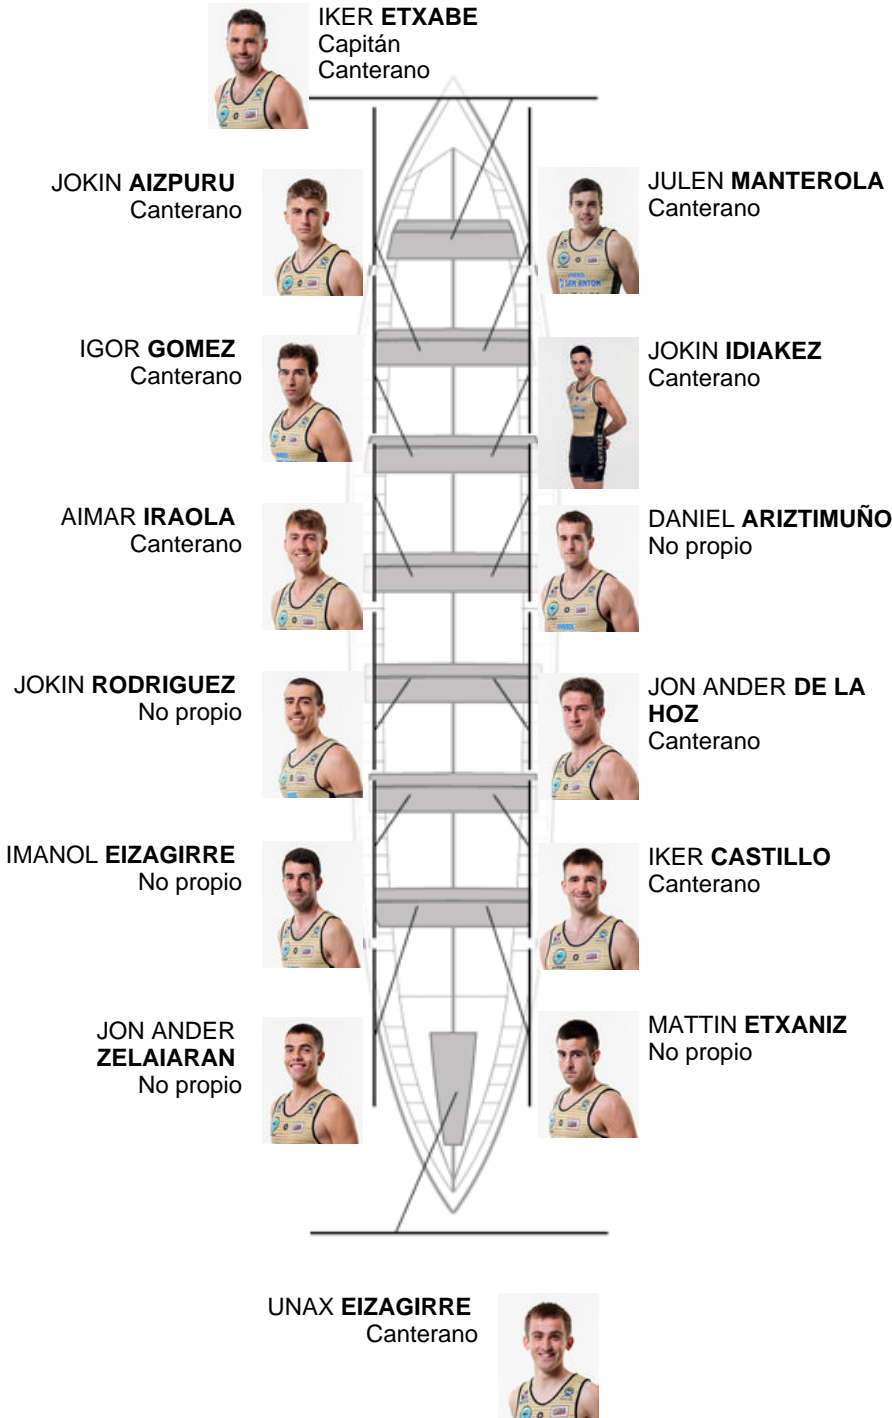 IKER ETXABE
Capitán
Canterano
JOKIN AIZPURU
Canterano
JULEN MANTEROLA
Canterano
IGOR GOMEZ
Canterano
JOKIN IDIAKEZ
Canterano
AIMAR IRAOLA
Canterano
DANIEL ARIZTIMUÑO
No propio
JOKIN RODRIGUEZ
No propio
JON ANDER DE LA
HOZ
Canterano
IMANOL EIZAGIRRE
No propio
IKER CASTILLO
Canterano
JON ANDER
ZELAIARAN
No propio
MATTIN ETXANIZ
No propio
UNAX EIZAGIRRE
Canterano
SAN ANTON